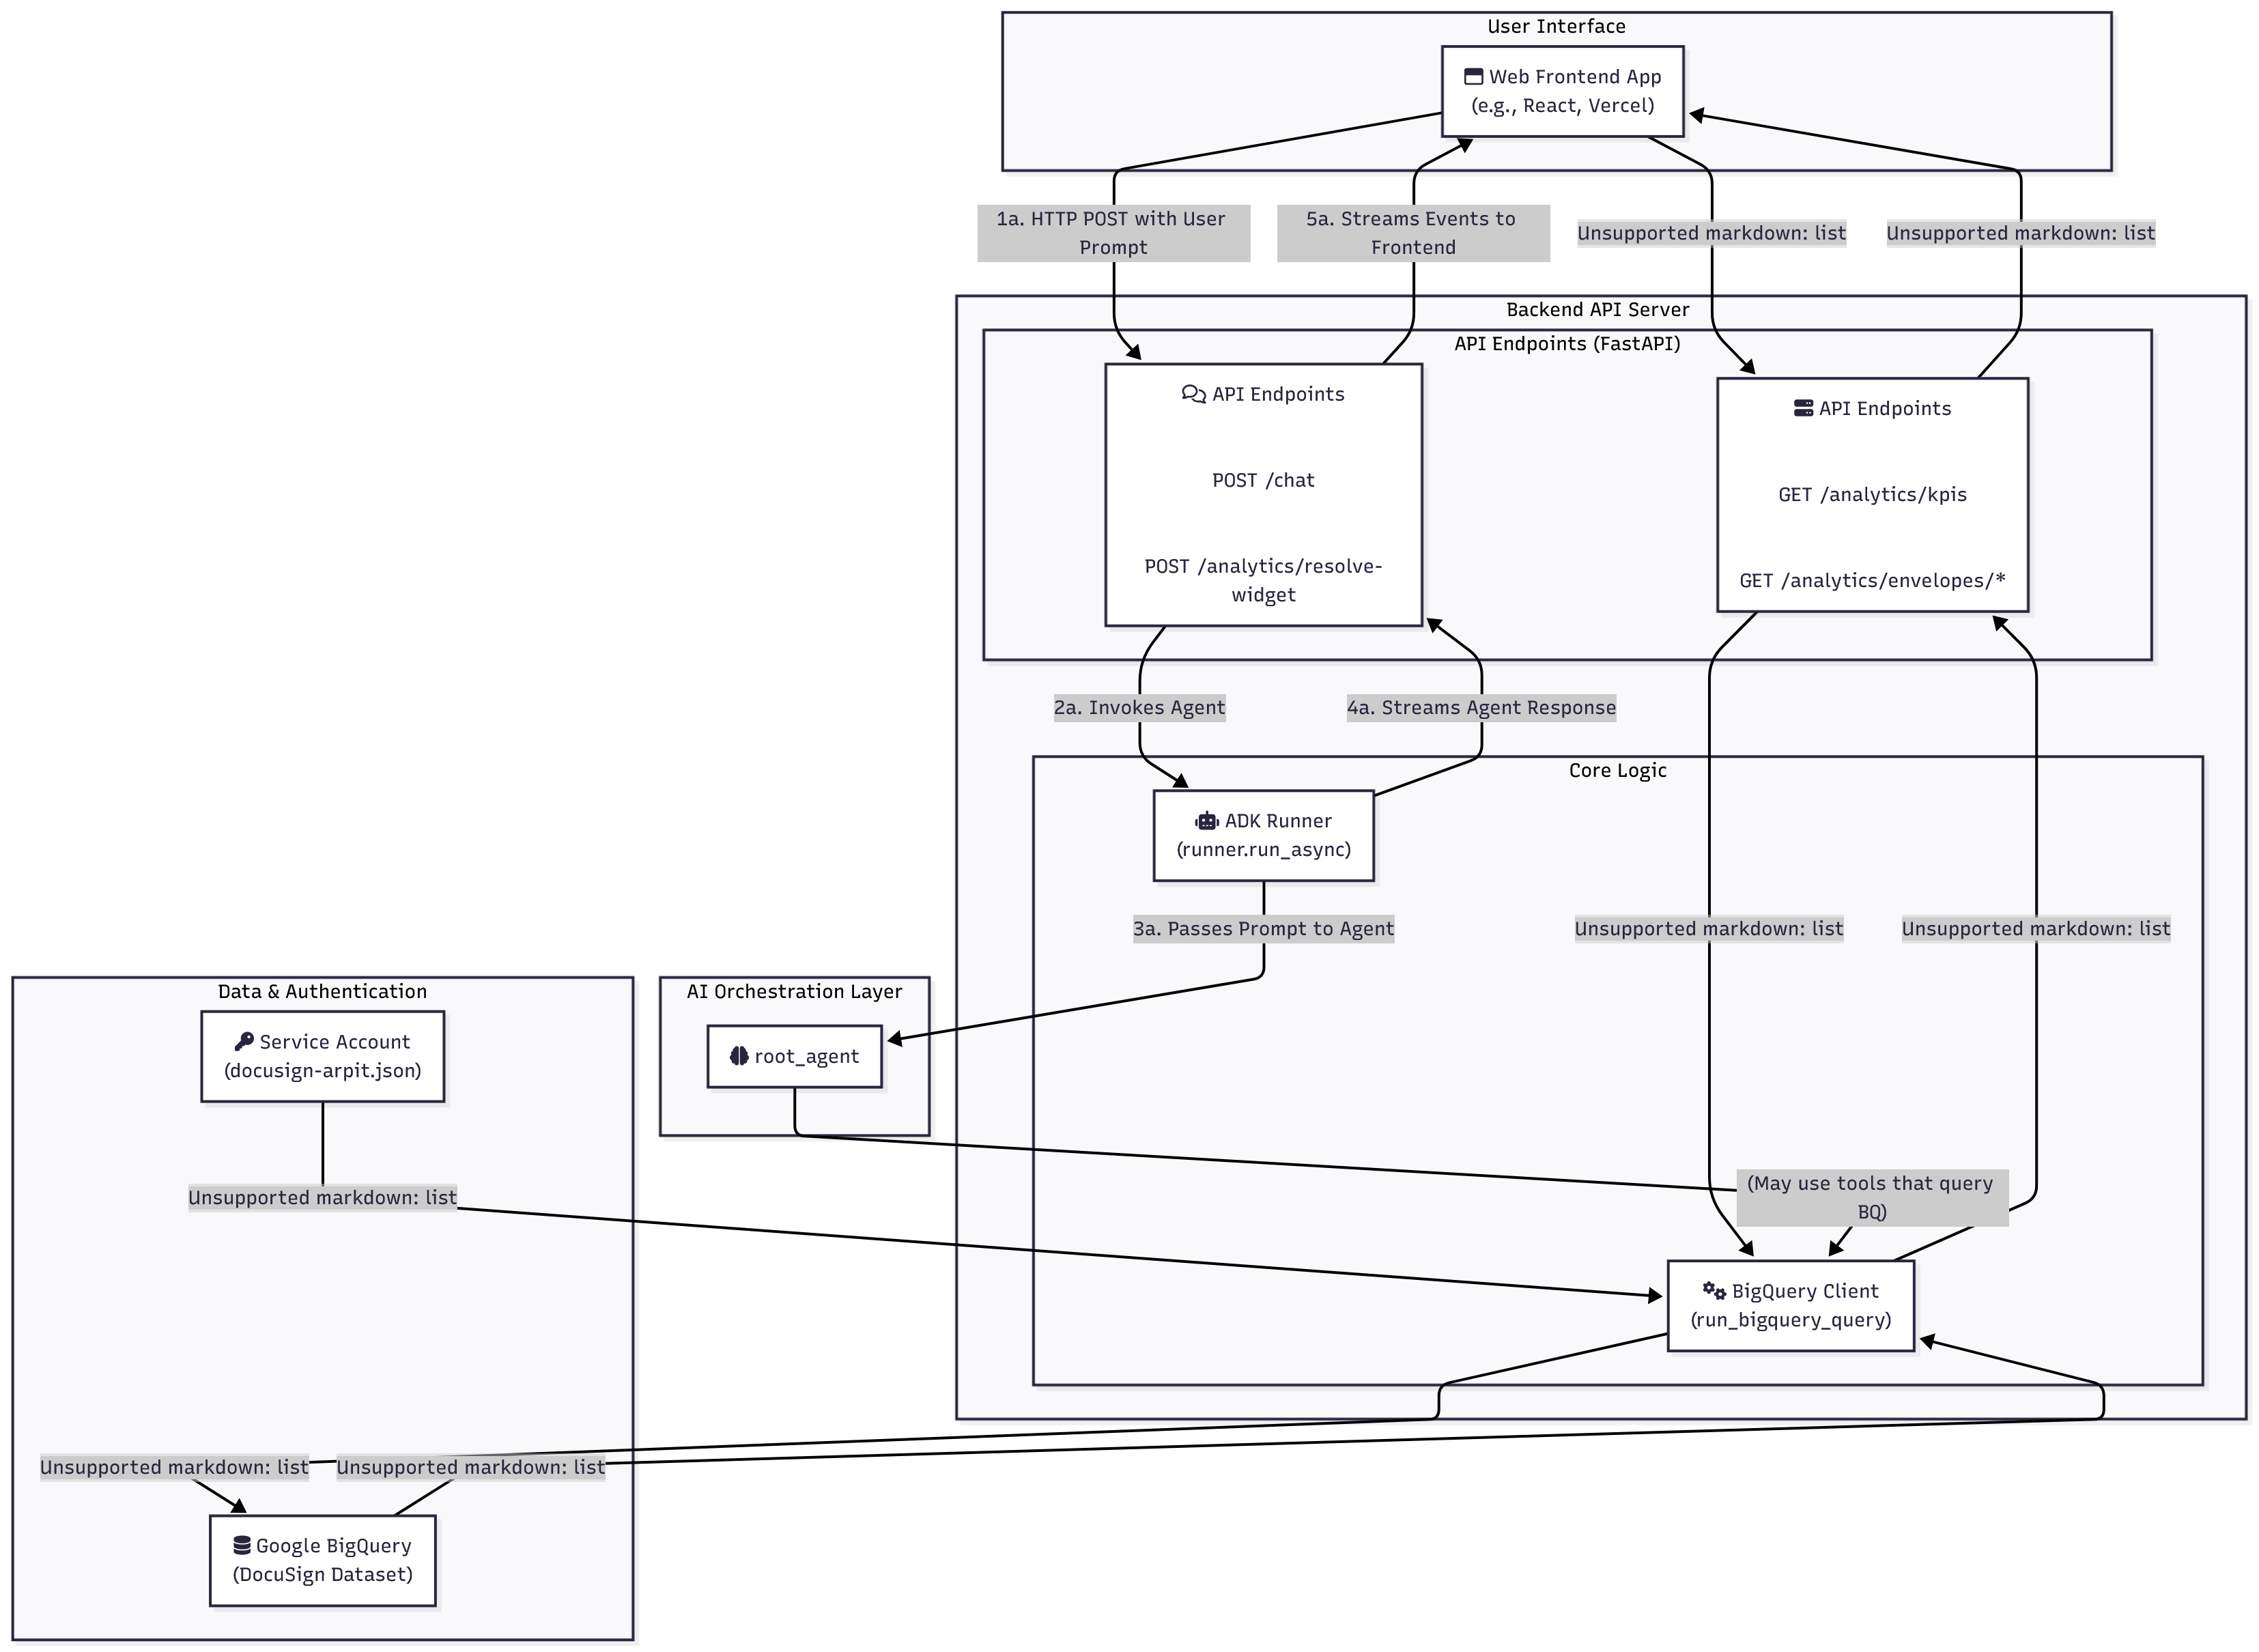 User Interface
Web Frontend App
(e.g., React, Vercel)
1a. HTTP POST with User
Prompt
5a. Streams Events to
Frontend
Unsupported markdown: list
Unsupported markdown: list
Backend API Server
API Endpoints (FastAPI)
API Endpoints
POST /chat
POST /analytics/resolve-
widget
API Endpoints
GET /analytics/kpis
GET /analytics/envelopes/*
2a. Invokes Agent
4a. Streams Agent Response
Core Logic
ADK Runner
(runner.run_async)
3a. Passes Prompt to Agent
Unsupported markdown: list
Unsupported markdown: list
Data & Authentication
Service Account
(docusign-arpit.json)
AI Orchestration Layer
root_agent
Unsupported markdown: list
(May use tools that query
BQ)
BigQuery Client
(run_bigquery_query)
Unsupported markdown: list
Unsupported markdown: list
Google BigQuery
(DocuSign Dataset)